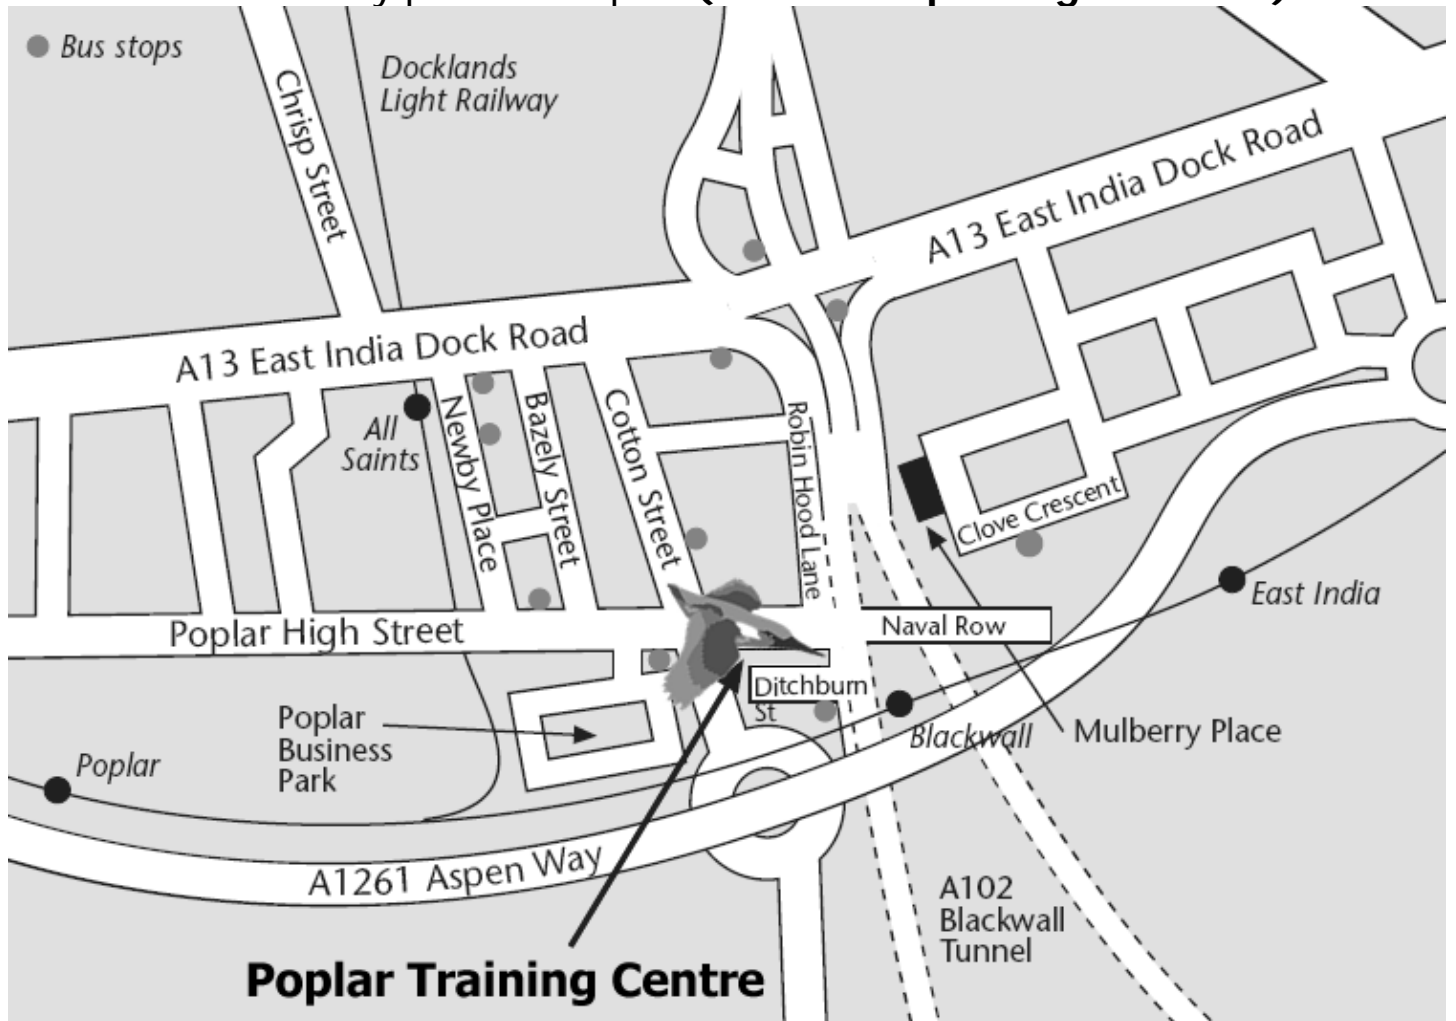 Bus stops
Docklands
Light Railway
Chrisp Street
A13 East India Dock Road
A13 East India Dock Road
All
Saints
Newby Place
Bazely Street
Cotton Street
Robin Hood Lane
Clove Crescent
East India
Poplar High Street
Naval Row
Ditchburn
St
Poplar
Business
Park
Poplar
Blackwall
Mulberry Place
A1261 Aspen Way
A102
Blackwall
Tunnel
Poplar Training Centre